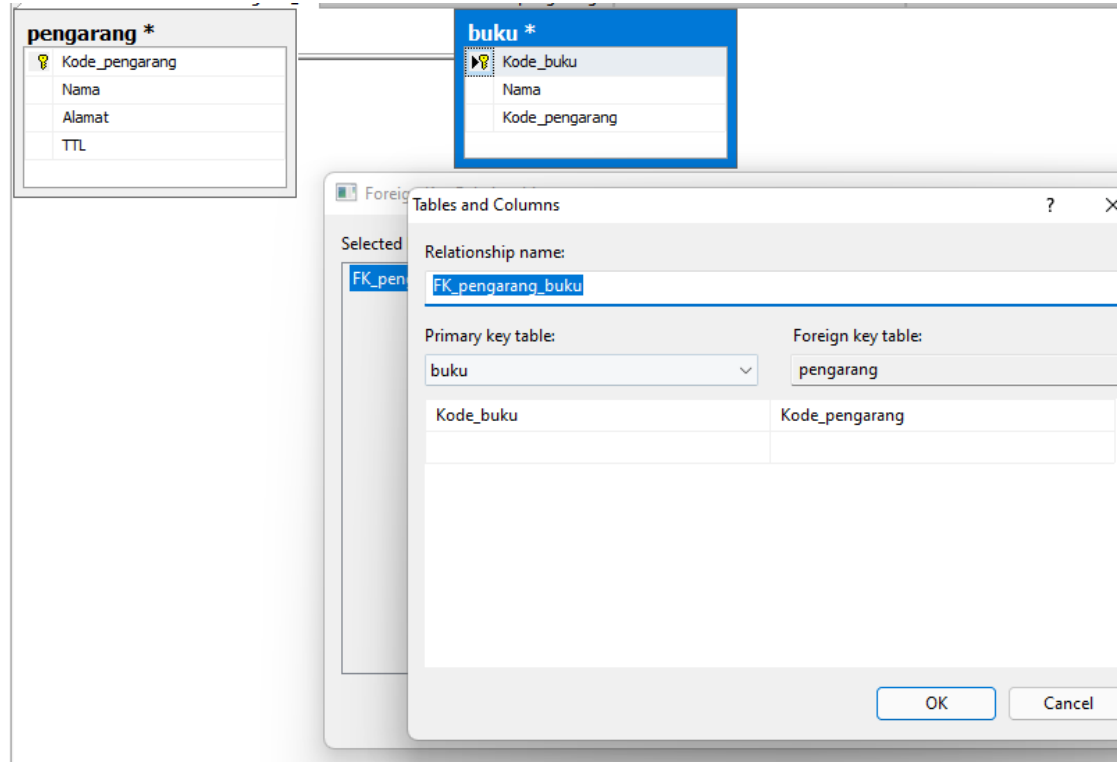 pengarang *
Kode_pengarang
Nama
Alamat
TTL
buku *
Kode_buku
Nama
Kode_pengarang
Tables and Columns
?
Selected
Relationship name:
FK_pengarang_buku
Primary key table:
Foreign key table:
buku
pengarang
Kode_buku
Kode_pengarang
OK
Cancel